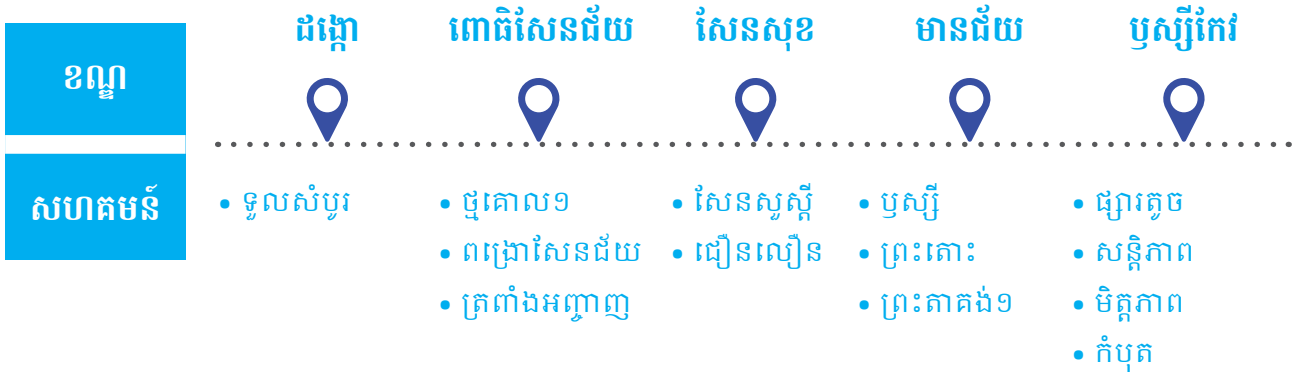 ខណ្ឌ
ដង្កោ
ពោធិសែនជ័យ
សែនសុខ
មានជ័យ
ឫស្សីកែវ
សហគមន៍
• ទួលសំបូរ
• ថ្មគោល១
• ពង្រោសែនជ័យ
• ត្រពាំងអញ្ចាញ
• សែនសួស្តី
• ជឿនលឿន
• ឫស្សី
• ព្រះតោះ
• ព្រះតាគង់១
• ផ្សារតូច
• សន្តិភាព
• មិត្តភាព
• កំបុត